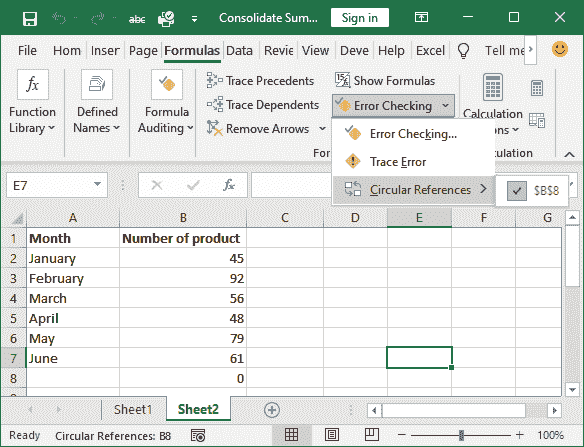 abc Consolidate Sum... Sign in
File Hom Inser Page Formulas Data Revie View Deve Help Excel Tell me
fx Trace Precedents 15 Show Formulas
Function Library Defined Names Formula Auditing Trace Dependents Error Checking Calculation
Remove Arrows ons
Error Checking...
For ulation
Trace Error
Circular References $B$8
E7 fx
A B C D E F G
1 Month Number of product
2 January 45
3 February 92
4 March 56
5 April 48
6 May 79
7 June 61
8 0
Sheet1 Sheet2
Ready Circular References: B8 100%